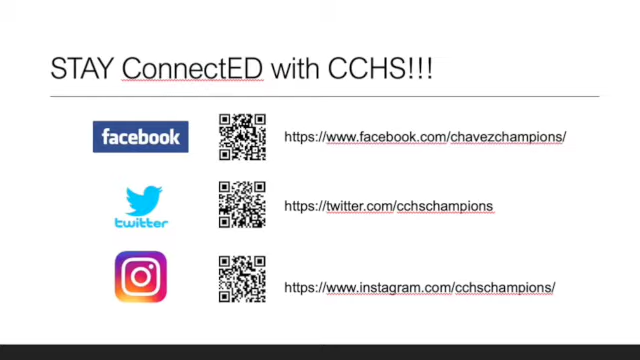 STAY ConnectED with CCHS!!!
facebook
https://www.facebook.com/chavezchampions/
twitter
https://twitter.com/cchschampions
https://www.instagram.com/cchschampions/